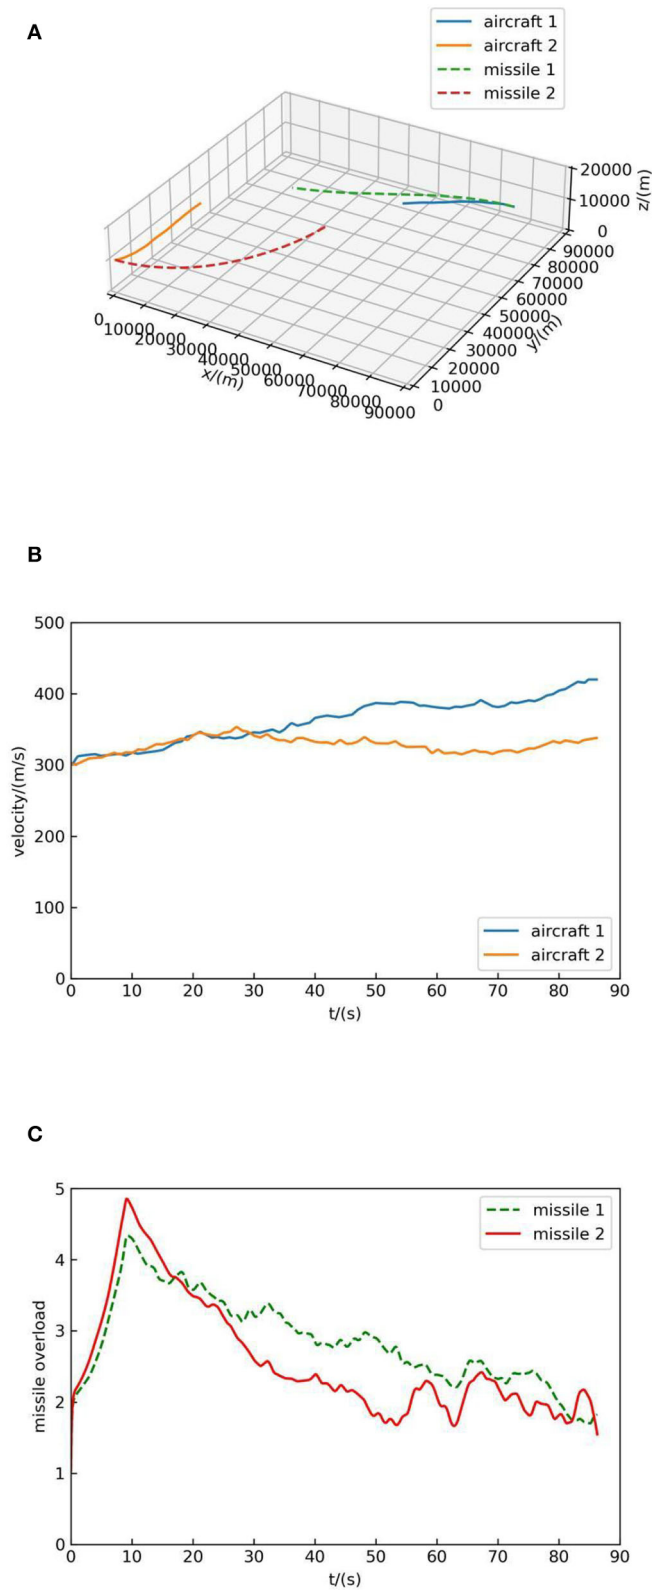 A
aircraft 1
aircraft 2
missile 1
missile 2
20000
10000
0
z/(m)
90000
80000
70000
60000
50000
40000
30000
20000
10000
0
y/(m)
0
10000
20000
30000
40000
50000
60000
70000
80000
90000
x/(m)
B
500
400
300
200
100
0
velocity/(m/s)
aircraft 1
aircraft 2
0 10 20 30 40 50 60 70 80 90
t/(s)
C
5
4
3
2
1
0
missile overload
missile 1
missile 2
0 10 20 30 40 50 60 70 80 90
t/(s)